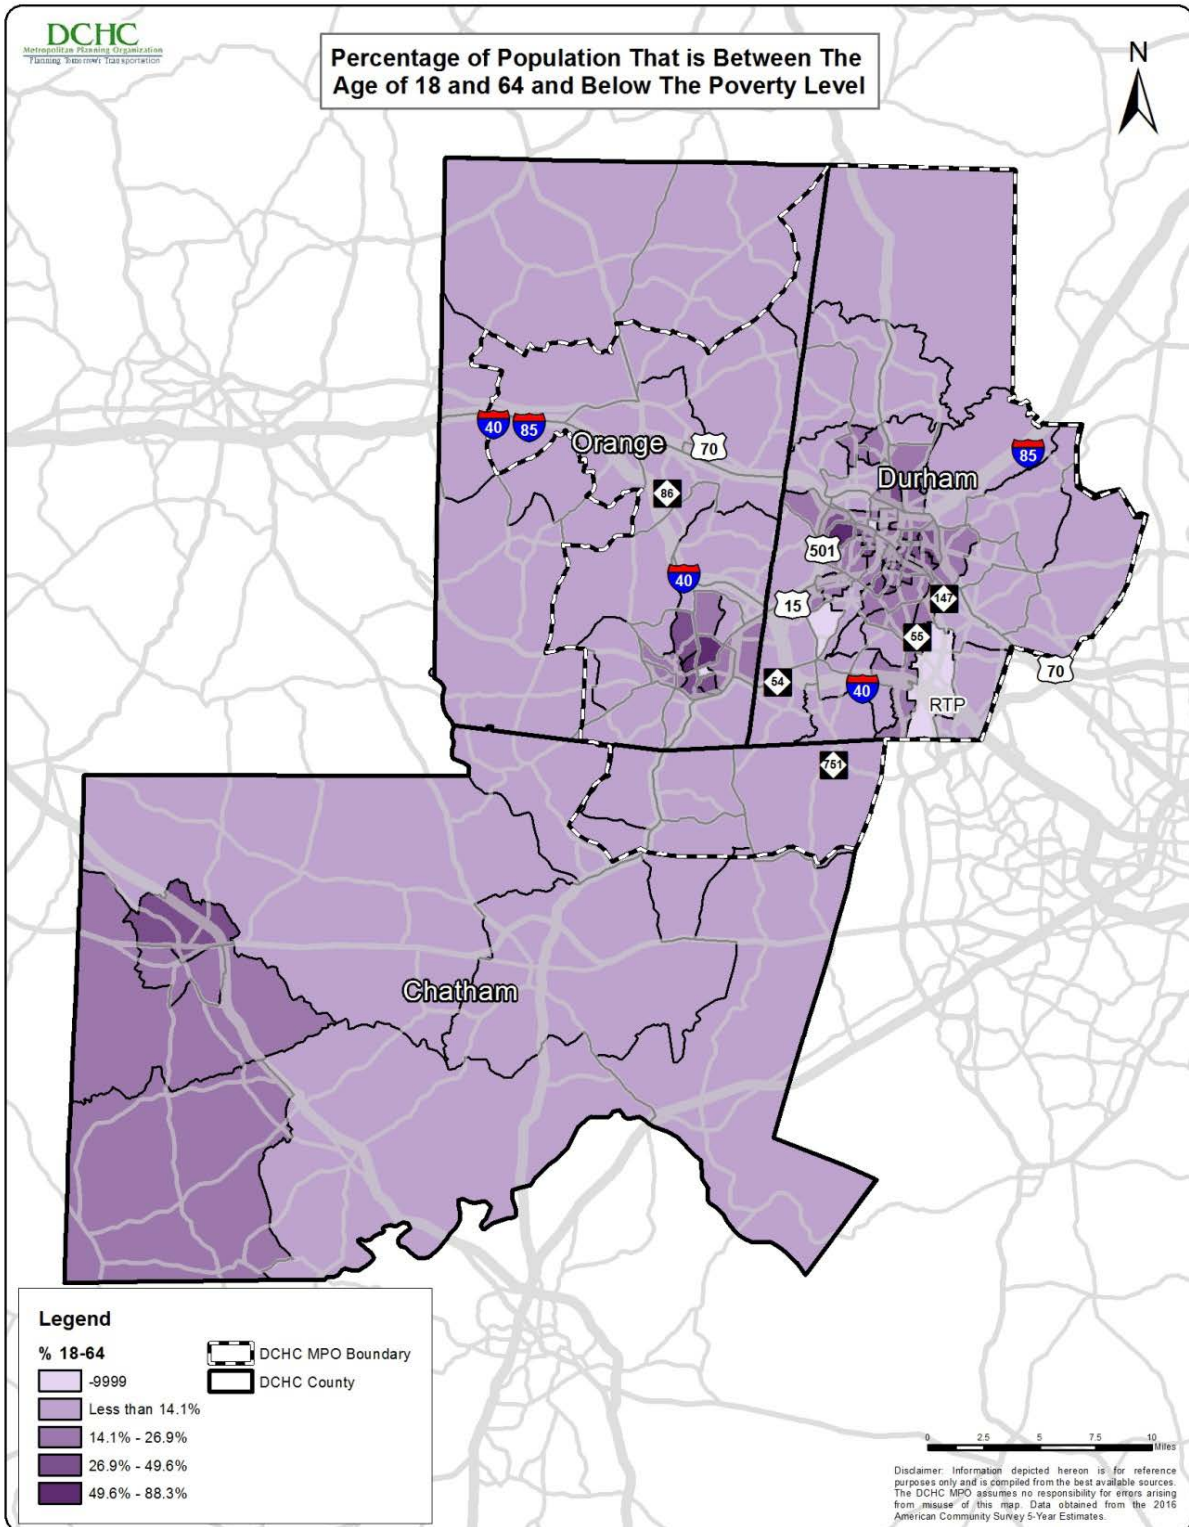 DCHC
Metropolitan Planning Organization
Planning Tomorrow's Transportation
Percentage of Population That is Between The
Age of 18 and 64 and Below The Poverty Level
N
40
85
Orange
70
86
Durham
85
501
40
15
147
55
70
54
40
RTP
751
Chatham
Legend
% 18-64
-9999
Less than 14.1%
14.1% - 26.9%
26.9% - 49.6%
49.6% - 88.3%
DCHC MPO Boundary
DCHC County
0 2.5 5 7.5 10
Miles
Disclaimer: Information depicted hereon is for reference
purposes only and is compiled from the best available sources.
The DCHC MPO assumes no responsibility for errors arising
from misuse of this map. Data obtained from the 2016
American Community Survey 5-Year Estimates.